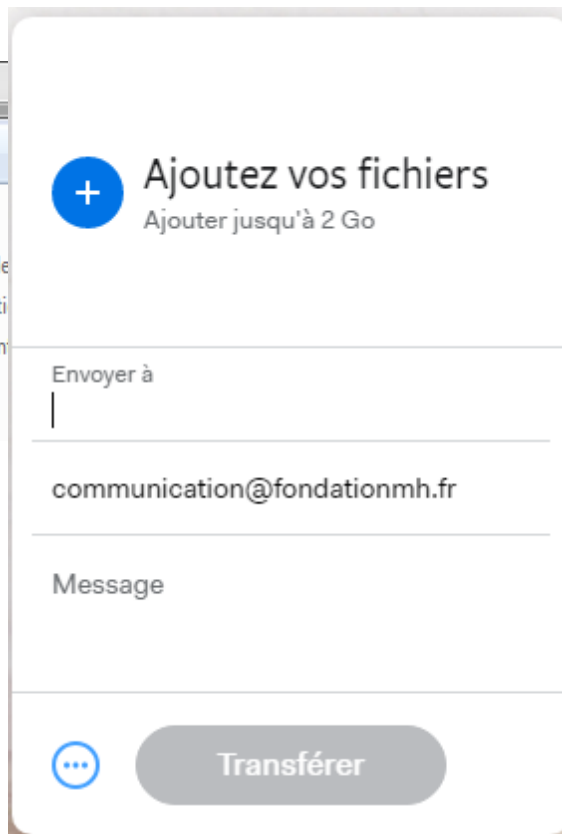 Ajoutez vos fichiers
Ajouter jusqu'à 2 Go
Envoyer à
communication@fondationmh.fr
Message
Transférer